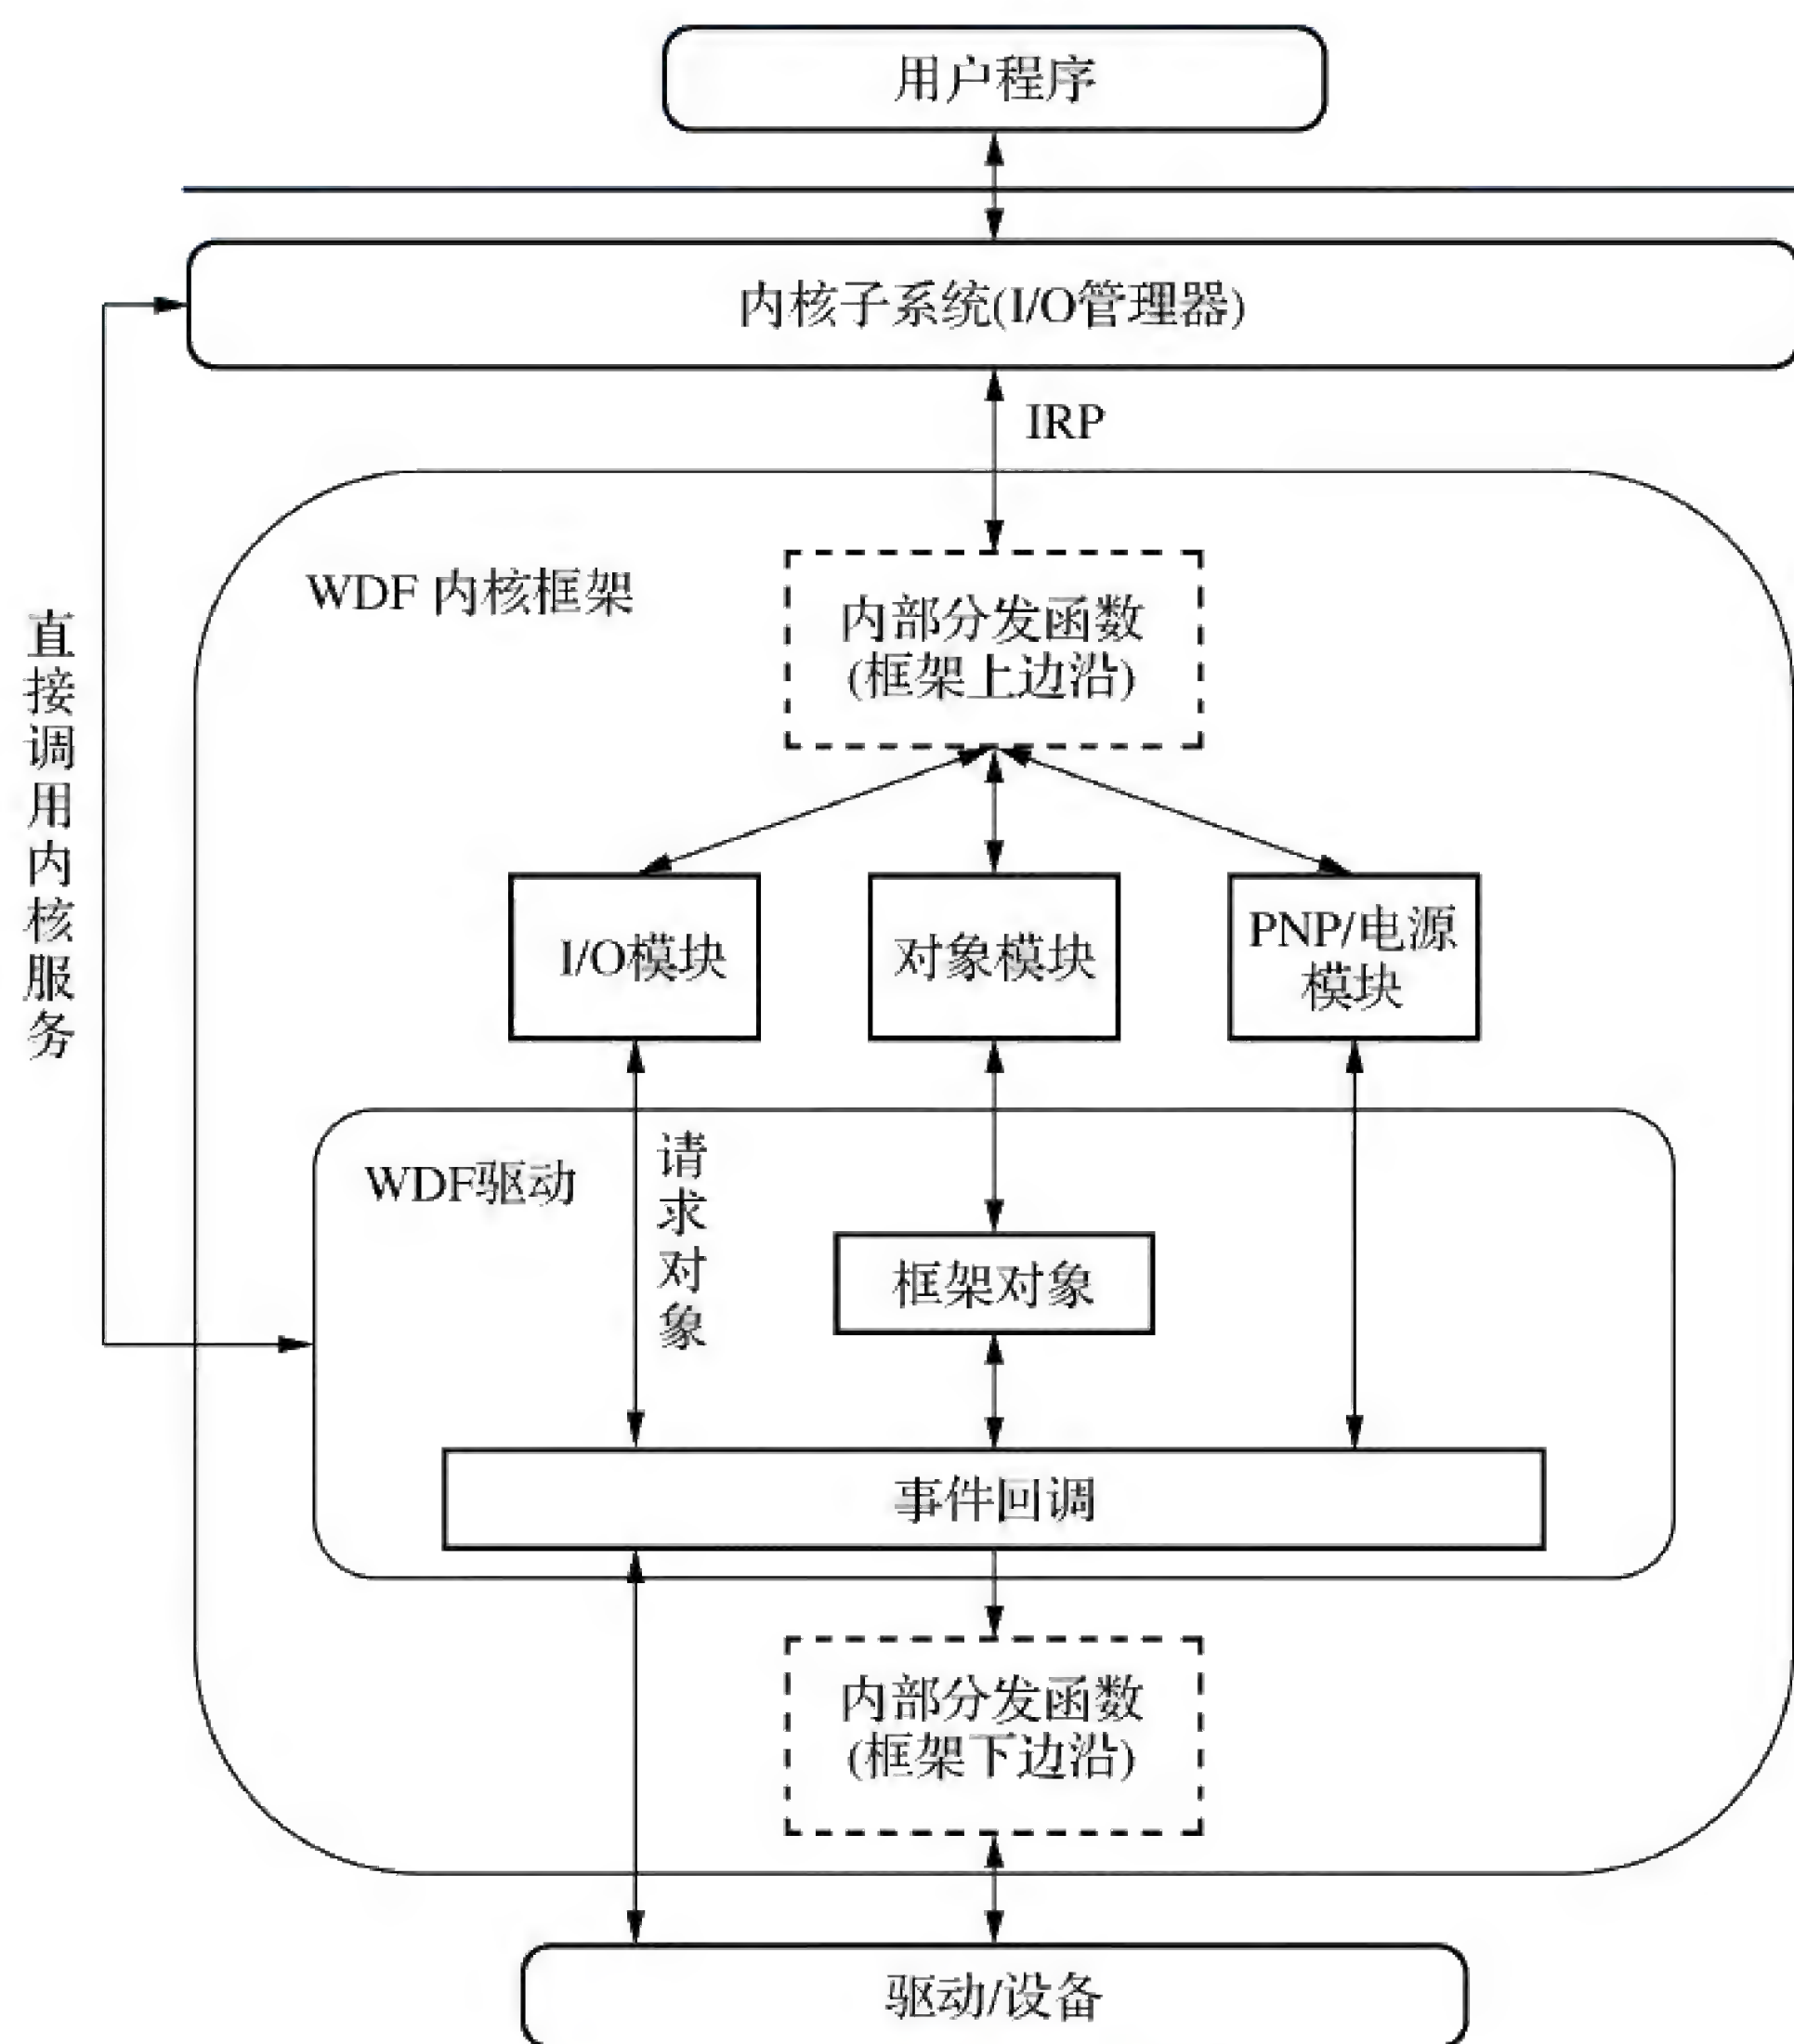 用户程序
内核子系统(I/O管理器)
IRP
WDF 内核框架
内部分发函数
(框架上边沿)
直接调用内核服务
I/O模块
对象模块
PNP/电源
模块
WDF驱动
请求对象
框架对象
事件回调
内部分发函数
(框架下边沿)
驱动/设备